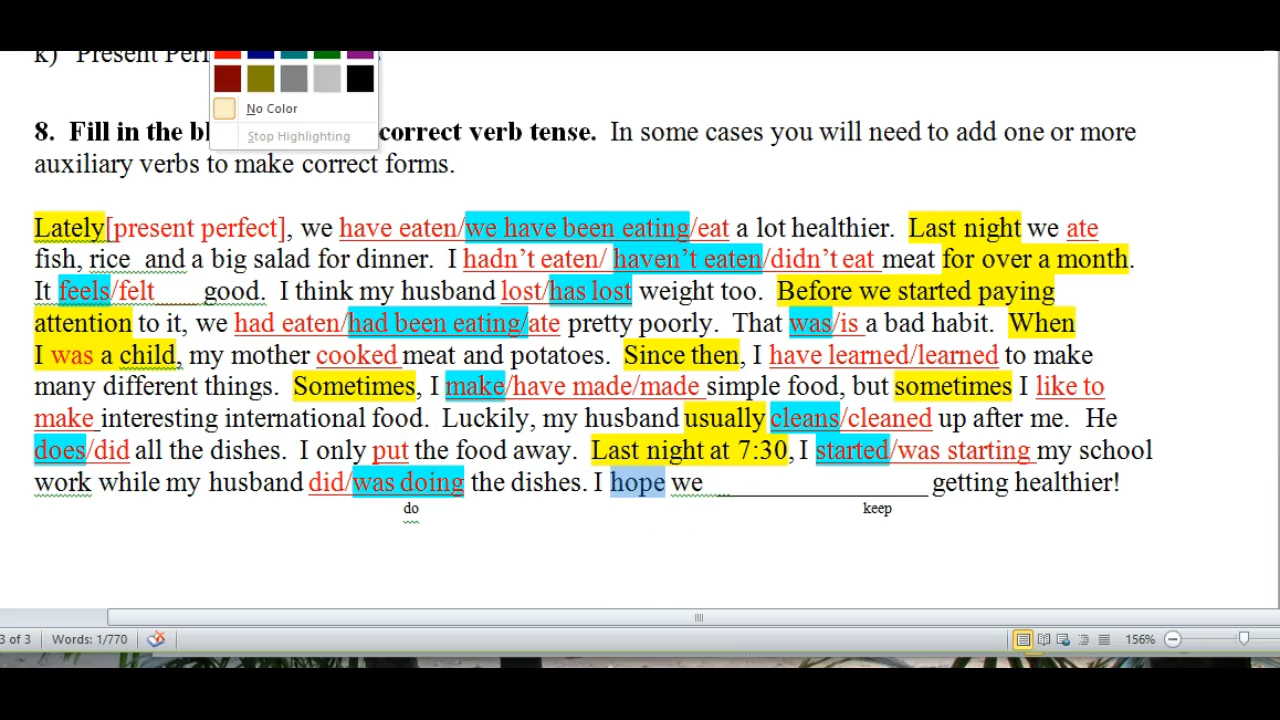 k) Present Per
No Color
8. Fill in the bl correct verb tense. In some cases you will need to add one or more
Stop Highlighting
auxiliary verbs to make correct forms.
Lately[present perfect], we have eaten/we have been eating/eat a lot healthier. Last night we ate
fish, rice and a big salad for dinner. I hadn't eaten/ haven't eaten/didn't eat meat for over a month.
It feels/felt____good. I think my husband lost/has lost weight too. Before we started paying
attention to it, we had eaten/had been eating/ate pretty poorly. That was/is a bad habit. When
I was a child, my mother cooked meat and potatoes. Since then, I have learned/learned to make
many different things. Sometimes, I make/have made/made simple food, but sometimes I like to
make interesting international food. Luckily, my husband usually cleans/cleaned up after me. He
does/did all the dishes. I only put the food away. Last night at 7:30, I started/was starting my school
work while my husband did/was doing the dishes. I hope we ________________ getting healthier!
do keep
3 of 3 Words: 1/770 156%